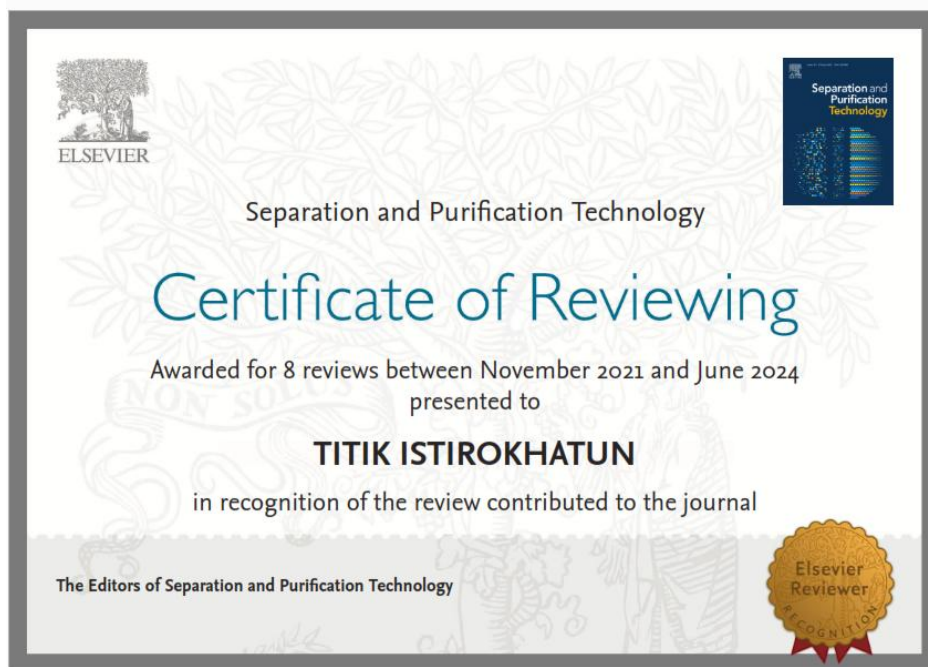 ELSEVIER
Separation and
Purification
Technology
Separation and Purification Technology
Certificate of Reviewing
Awarded for 8 reviews between November 2021 and June 2024
presented to
NON SOLUS
TITIK ISTIROKHATUN
in recognition of the review contributed to the journal
The Editors of Separation and Purification Technology
Elsevier
Reviewer
RECOGNITION